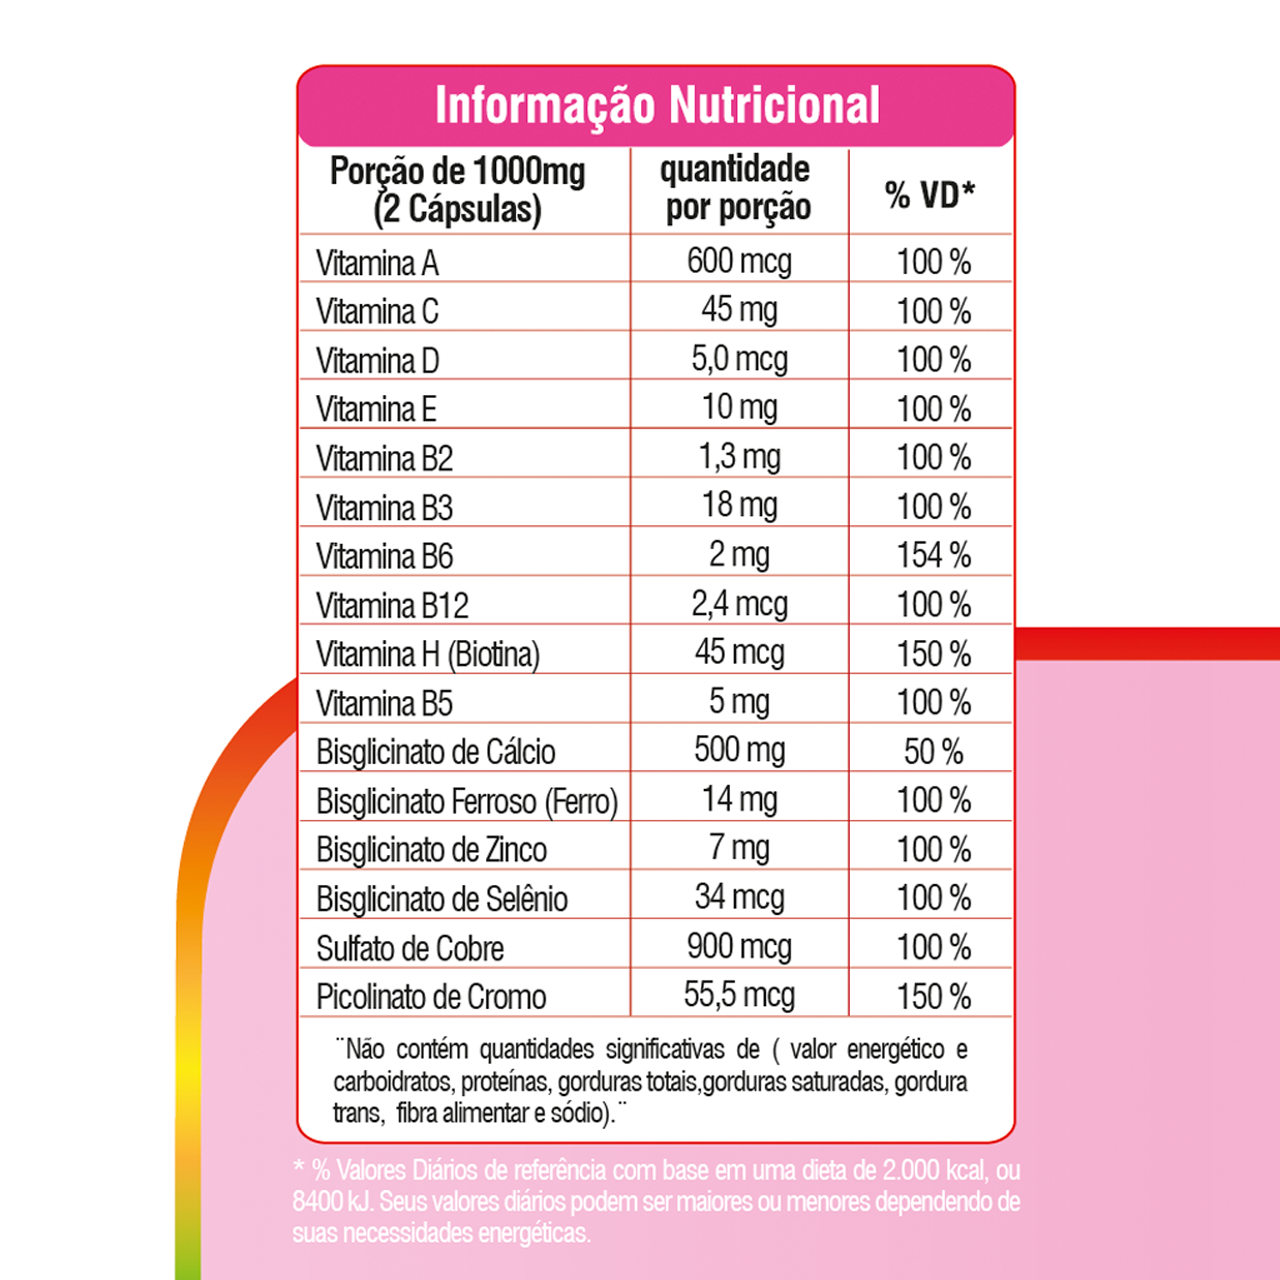 Informação Nutricional
Porção de 1000mg (2 Cápsulas) quantidade por porção % VD*
Vitamina A 600 mcg 100 %
Vitamina C 45 mg 100 %
Vitamina D 5,0 mcg 100 %
Vitamina E 10 mg 100 %
Vitamina B2 1,3 mg 100 %
Vitamina B3 18 mg 100 %
Vitamina B6 2 mg 154 %
Vitamina B12 2,4 mcg 100 %
Vitamina H (Biotina) 45 mcg 150 %
Vitamina B5 5 mg 100 %
Bisglicinato de Cálcio 500 mg 50 %
Bisglicinato Ferroso (Ferro) 14 mg 100 %
Bisglicinato de Zinco 7 mg 100 %
Bisglicinato de Selênio 34 mcg 100 %
Sulfato de Cobre 900 mcg 100 %
Picolinato de Cromo 55,5 mcg 150 %
¨Não contém quantidades significativas de ( valor energético e
carboidratos, proteínas, gorduras totais,gorduras saturadas, gordura
trans, fibra alimentar e sódio).¨
* % Valores Diários de referência com base em uma dieta de 2.000 kcal, ou
8400 kJ. Seus valores diários podem ser maiores ou menores dependendo de
suas necessidades energéticas.